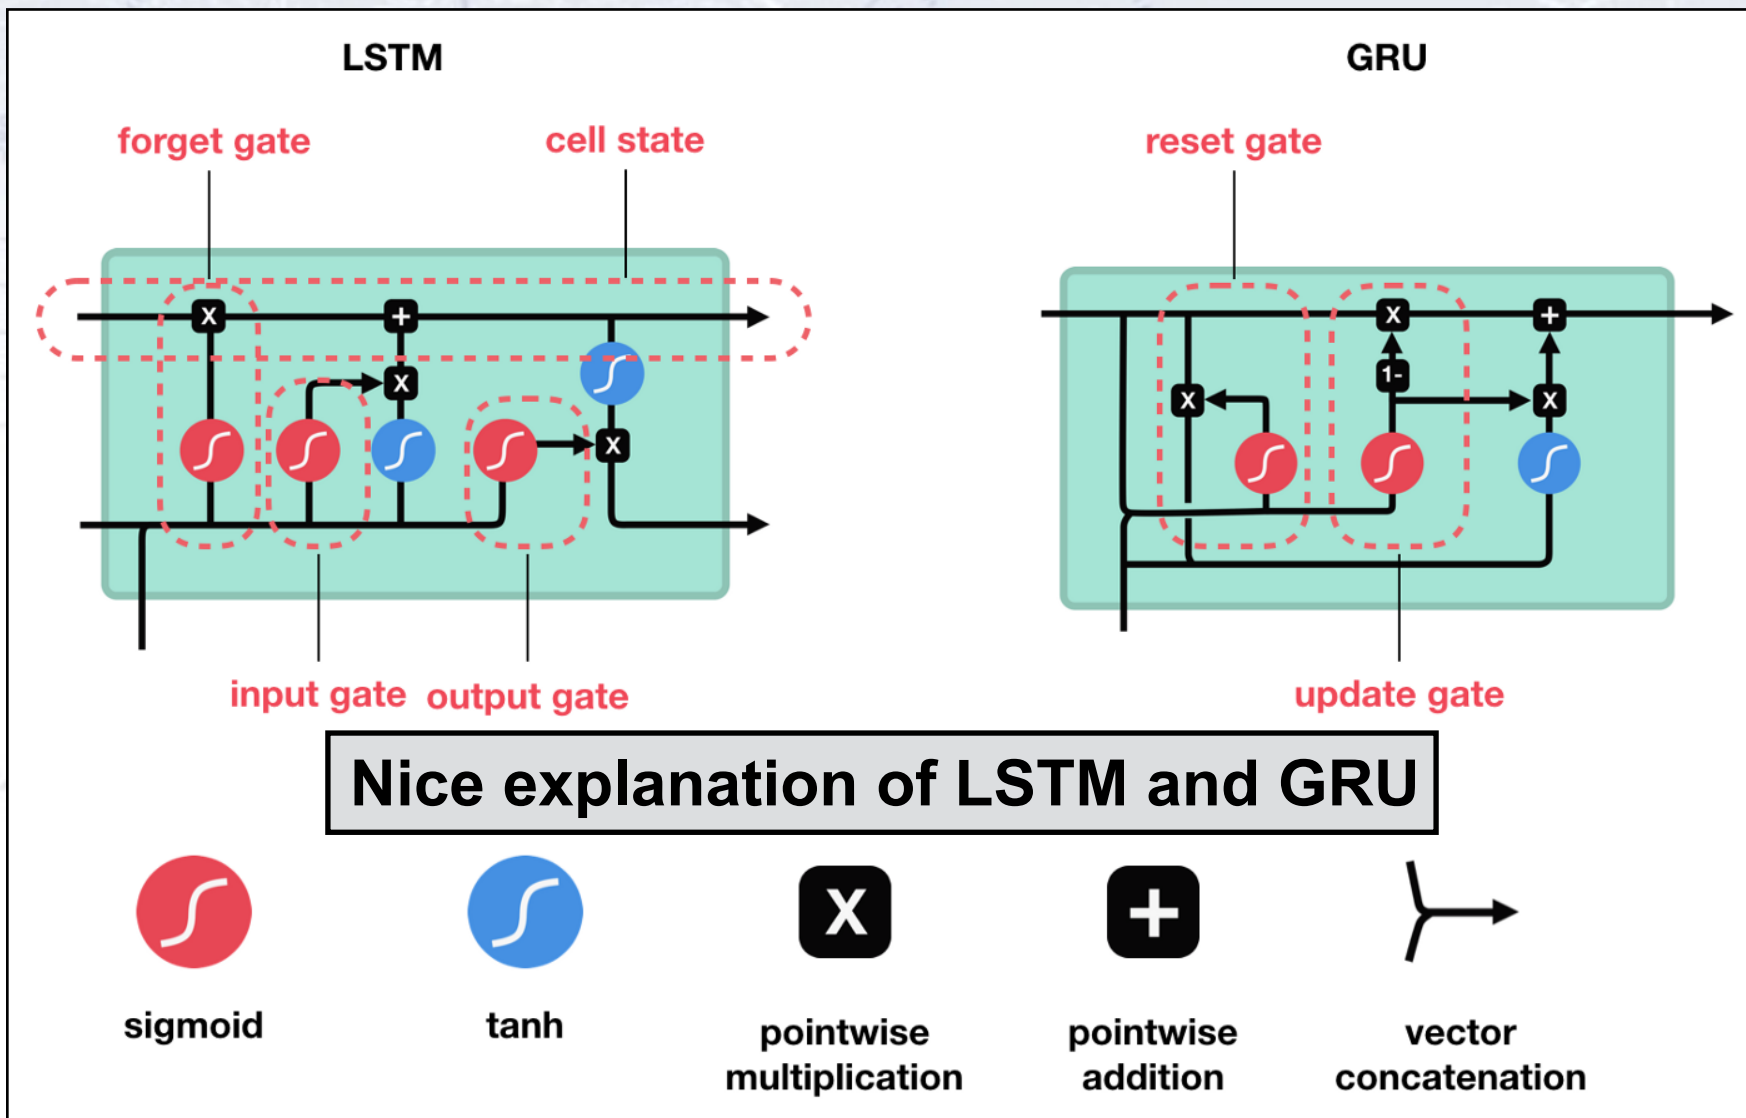 LSTM
GRU
forget gate
cell state
reset gate
X
+
X
X
X
+
1-
X
X
input gate
output gate
update gate
Nice explanation of LSTM and GRU
X
+
sigmoid
tanh
pointwise
multiplication
pointwise
addition
vector
concatenation